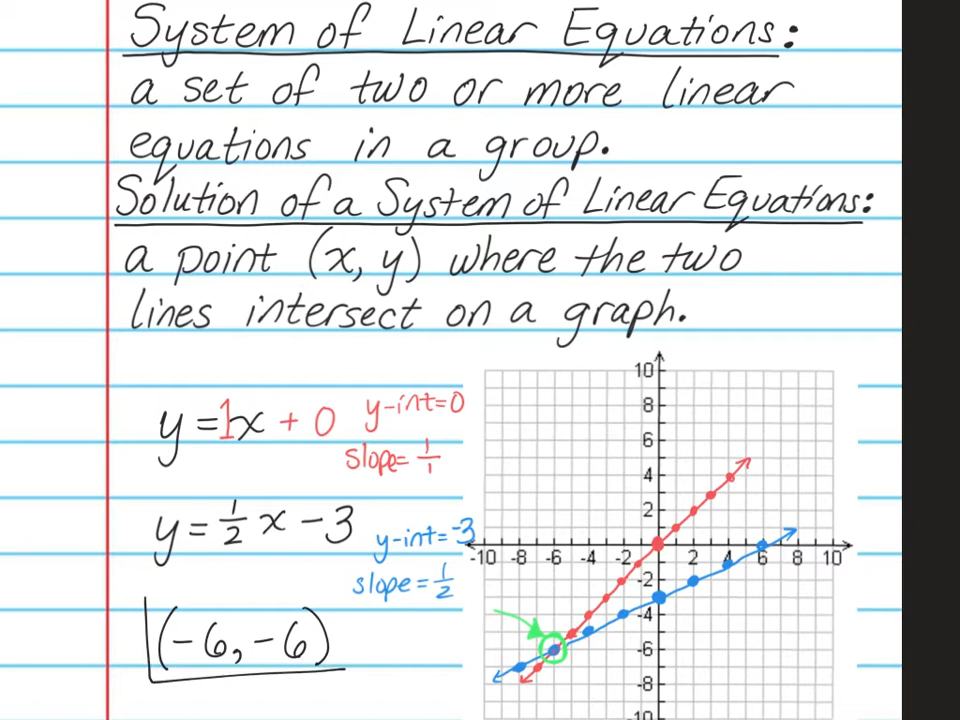 System of Linear Equations:
a set of two or more linear
equations in a group.
Solution of a System of Linear Equations:
a point (x, y) where the two
lines intersect on a graph.
y = 1x + 0 y-int=0
slope= 1/1
y = 1/2 x - 3 y-int=-3
slope= 1/2
(-6, -6)
10
8
6
4
2
-10 -8 -6 -4 -2 2 4 6 8 10
-2
-4
-6
-8
-10